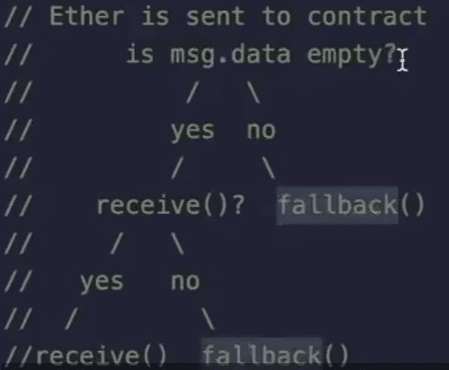 // Ether is sent to contract
//       is msg.data empty?
//           /   \
//          yes  no
//          /     \
//     receive()?  fallback()
//      /   \
//    yes   no
//  /        \
//receive()  fallback()